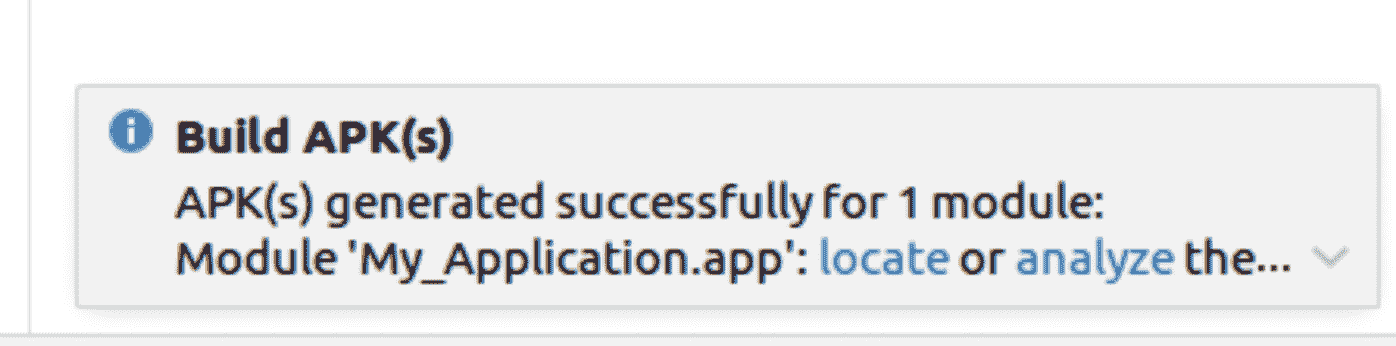 Build APK(s)
APK(s) generated successfully for 1 module:
Module 'My_Application.app': locate or analyze the...